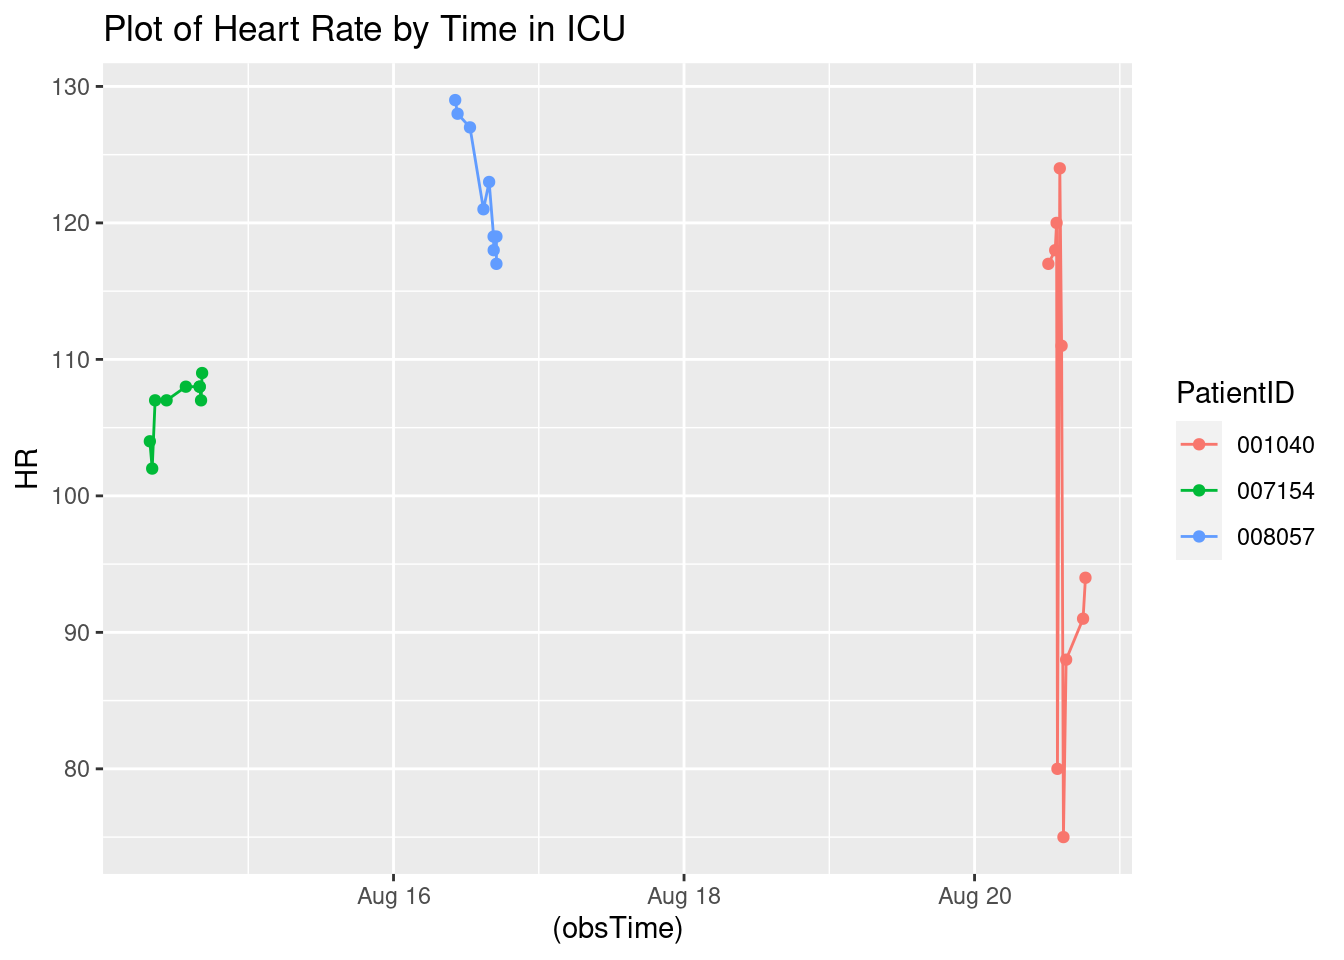 Plot of Heart Rate by Time in ICU
130
120
110
100
90
80
HR
Aug 16
Aug 18
Aug 20
(obsTime)
PatientID
001040
007154
008057